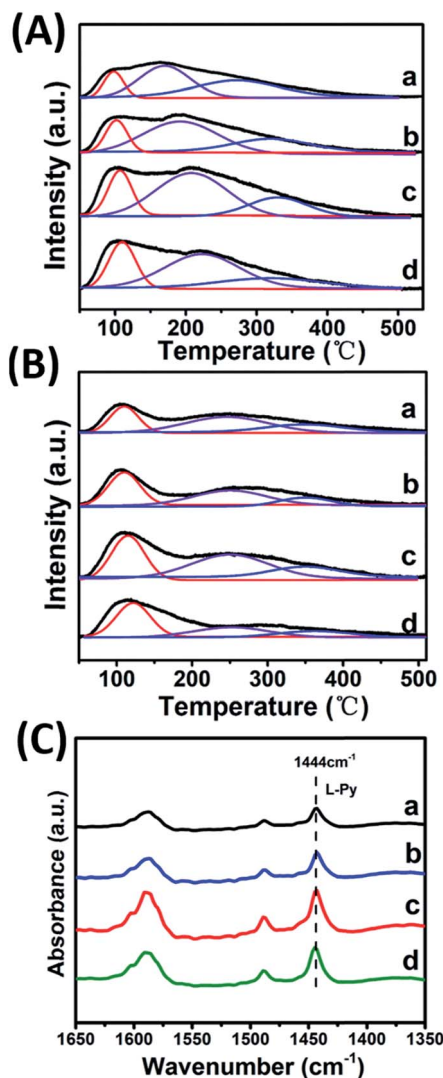 (A)
Intensity (a.u.)
a
b
c
d
100 200 300 400 500
Temperature (℃)
(B)
Intensity (a.u.)
a
b
c
d
100 200 300 400 500
Temperature (℃)
(C)
Absorbance (a.u.)
1444cm⁻¹
L-Py
a
b
c
d
1650 1600 1550 1500 1450 1400 1350
Wavenumber (cm⁻¹)